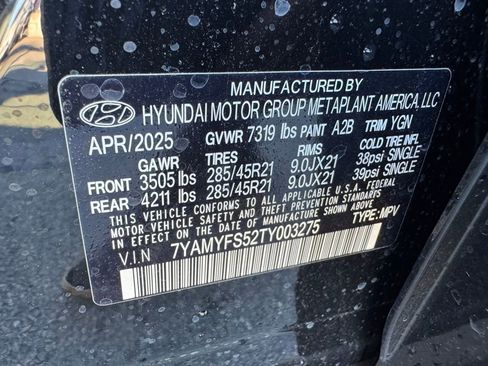 MANUFACTURED BY
HYUNDAI MOTOR GROUP METAPLANT AMERICA, LLC
APR/2025 GVWR 7319 lbs PAINT A2B TRIM YGN
GAWR TIRES RIMS COLD TIRE INFL
FRONT 3505 lbs 285/45R21 9.0JX21 38psi SINGLE
REAR 4211 lbs 285/45R21 9.0JX21 39psi SINGLE
THIS VEHICLE CONFORMS TO ALL APPLICABLE U.S.A. FEDERAL
MOTOR VEHICLE SAFETY AND THEFT PREVENTION STANDARDS
IN EFFECT ON THE DATE OF MANUFACTURE SHOWN ABOVE.
V.I.N 7YAMYFS52TY003275 TYPE:MPV